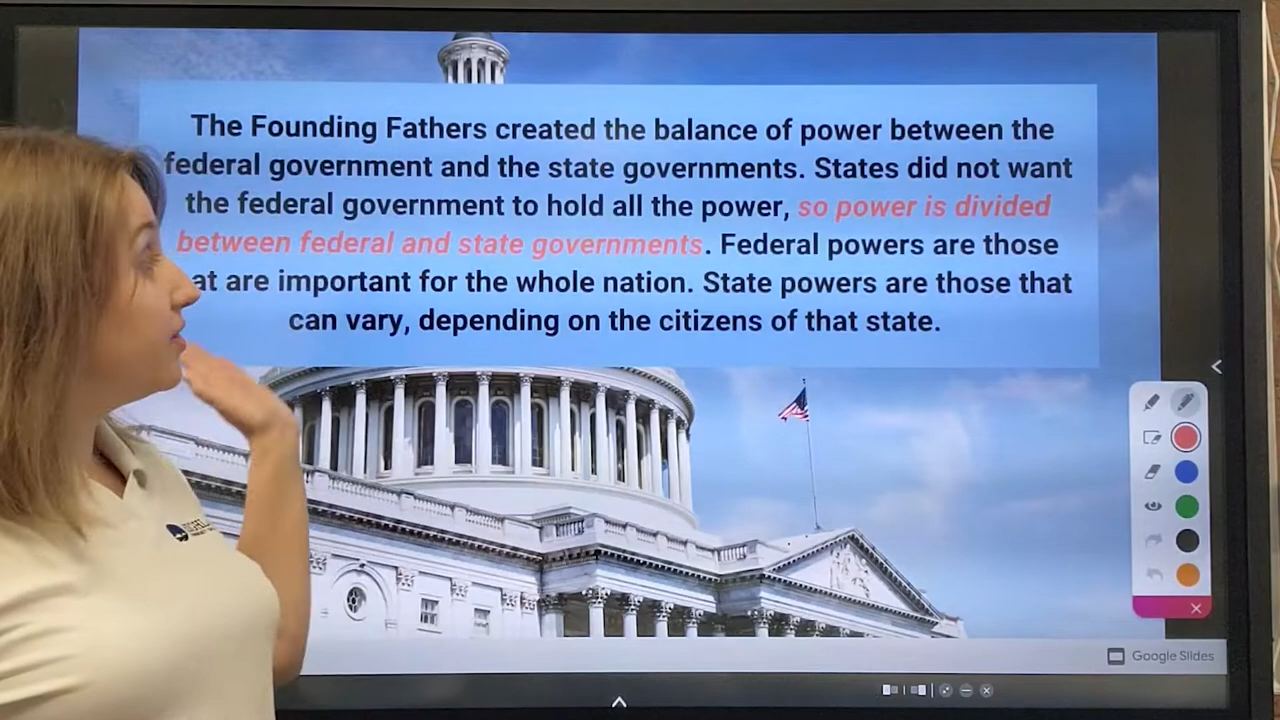 The Founding Fathers created the balance of power between the
federal government and the state governments. States did not want
the federal government to hold all the power, so power is divided
between federal and state governments. Federal powers are those
at are important for the whole nation. State powers are those that
can vary, depending on the citizens of that state.
Google Slides